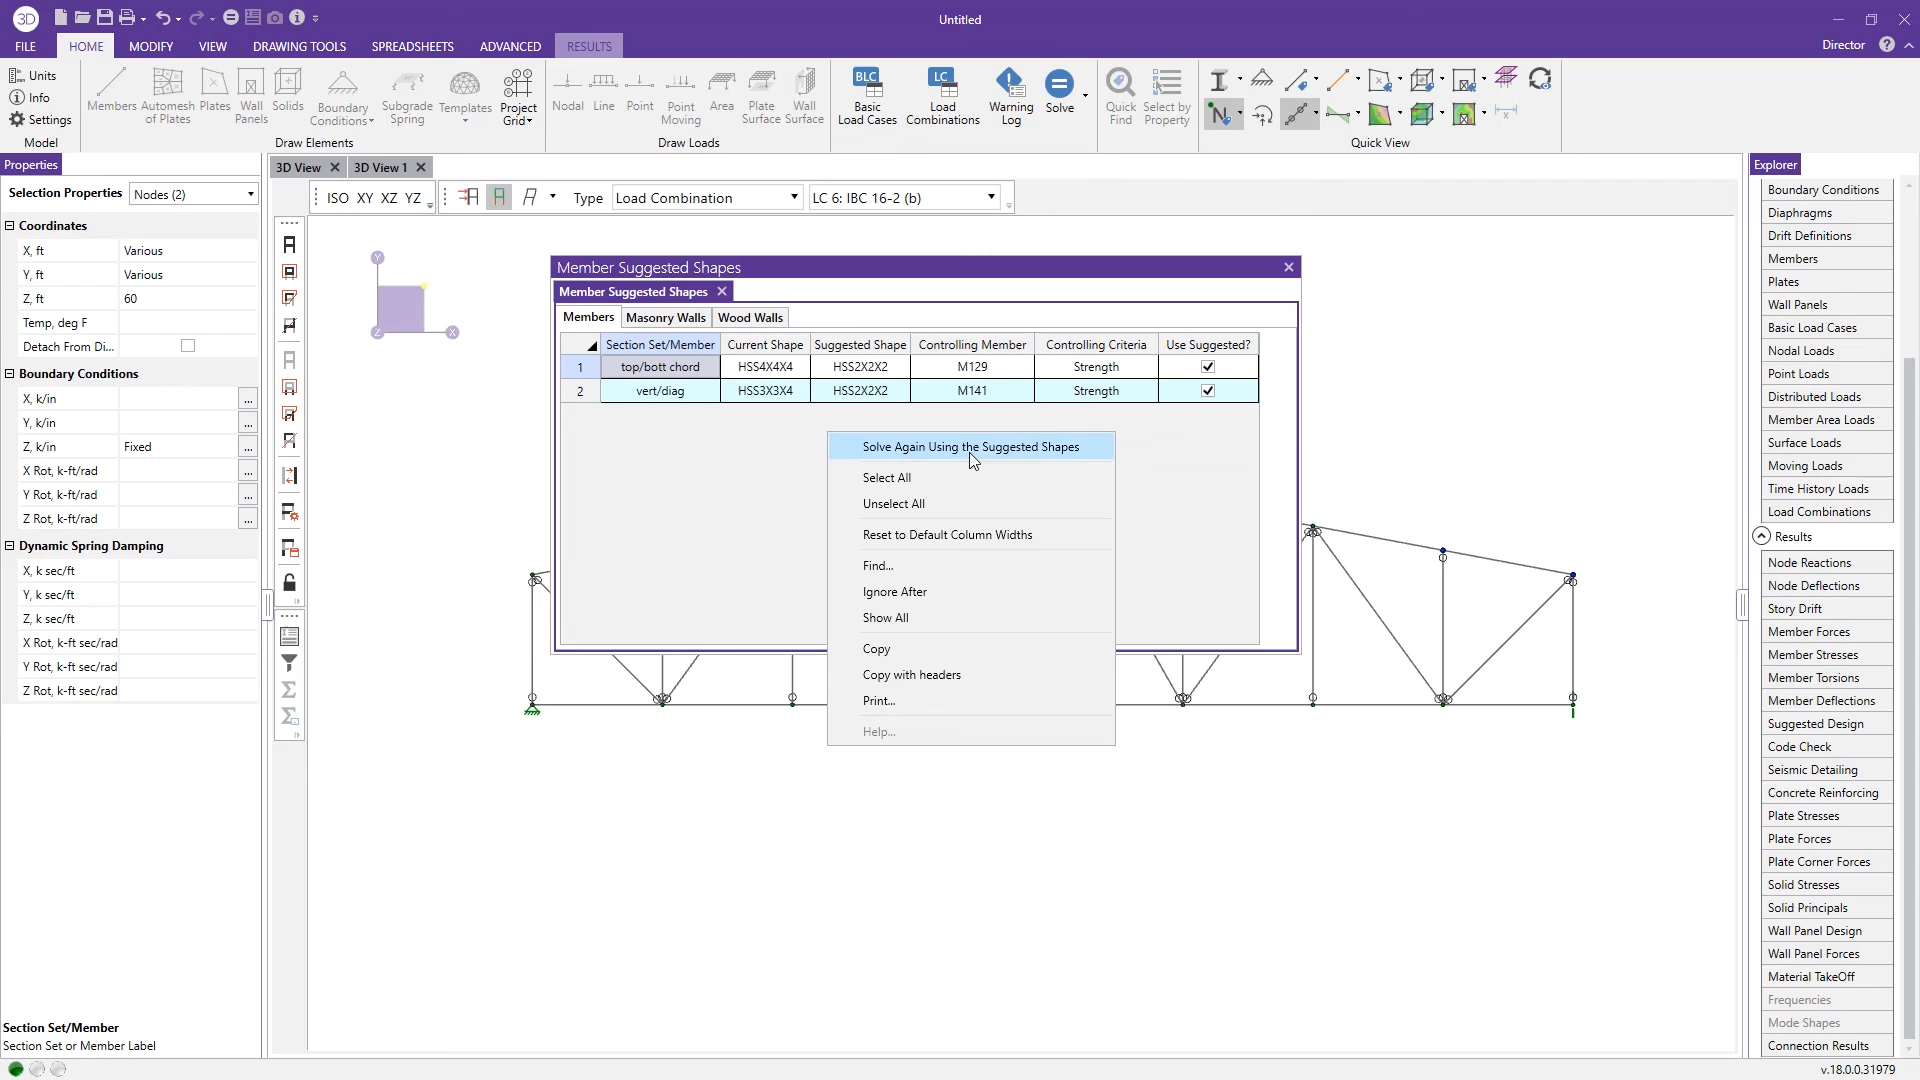 3D
Untitled
FILE HOME MODIFY VIEW DRAWING TOOLS SPREADSHEETS ADVANCED RESULTS
Director
Units
Info
Settings
Model
Members
Automesh of Plates
Plates
Wall Panels
Solids
Boundary Conditions
Subgrade Spring
Templates
Project Grid
Draw Elements
Nodal
Line
Point
Point Moving
Area
Plate Surface
Wall Surface
Draw Loads
BLC
Basic Load Cases
LC
Load Combinations
Warning Log
Solve
Quick Find
Select by Property
Quick View
Properties
Selection Properties Nodes (2)
Coordinates
X, ft Various
Y, ft Various
Z, ft 60
Temp, deg F
Detach From Di...
Boundary Conditions
X, k/in ...
Y, k/in ...
Z, k/in Fixed ...
X Rot, k-ft/rad ...
Y Rot, k-ft/rad ...
Z Rot, k-ft/rad ...
Dynamic Spring Damping
X, k sec/ft
Y, k sec/ft
Z, k sec/ft
X Rot, k-ft sec/rad
Y Rot, k-ft sec/rad
Z Rot, k-ft sec/rad
Section Set/Member
Section Set or Member Label
3D View 3D View 1
ISO XY XZ YZ Type Load Combination LC 6: IBC 16-2 (b)
Y
Z X
Member Suggested Shapes
Member Suggested Shapes
Members Masonry Walls Wood Walls
Section Set/Member Current Shape Suggested Shape Controlling Member Controlling Criteria Use Suggested?
1 top/bott chord HSS4X4X4 HSS2X2X2 M129 Strength
2 vert/diag HSS3X3X4 HSS2X2X2 M141 Strength
Solve Again Using the Suggested Shapes
Select All
Unselect All
Reset to Default Column Widths
Find...
Ignore After
Show All
Copy
Copy with headers
Print...
Help...
Explorer
Boundary Conditions
Diaphragms
Drift Definitions
Members
Plates
Wall Panels
Basic Load Cases
Nodal Loads
Point Loads
Distributed Loads
Member Area Loads
Surface Loads
Moving Loads
Time History Loads
Load Combinations
Results
Node Reactions
Node Deflections
Story Drift
Member Forces
Member Stresses
Member Torsions
Member Deflections
Suggested Design
Code Check
Seismic Detailing
Concrete Reinforcing
Plate Stresses
Plate Forces
Plate Corner Forces
Solid Stresses
Solid Principals
Wall Panel Design
Wall Panel Forces
Material TakeOff
Frequencies
Mode Shapes
Connection Results
v.18.0.0.31979